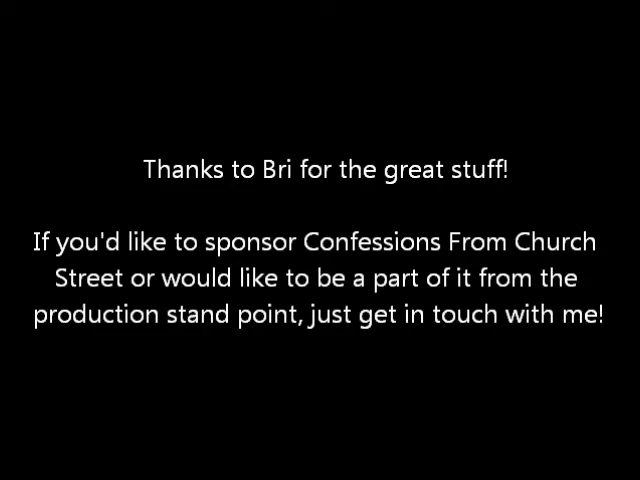 Thanks to Bri for the great stuff!
If you'd like to sponsor Confessions From Church
Street or would like to be a part of it from the
production stand point, just get in touch with me!